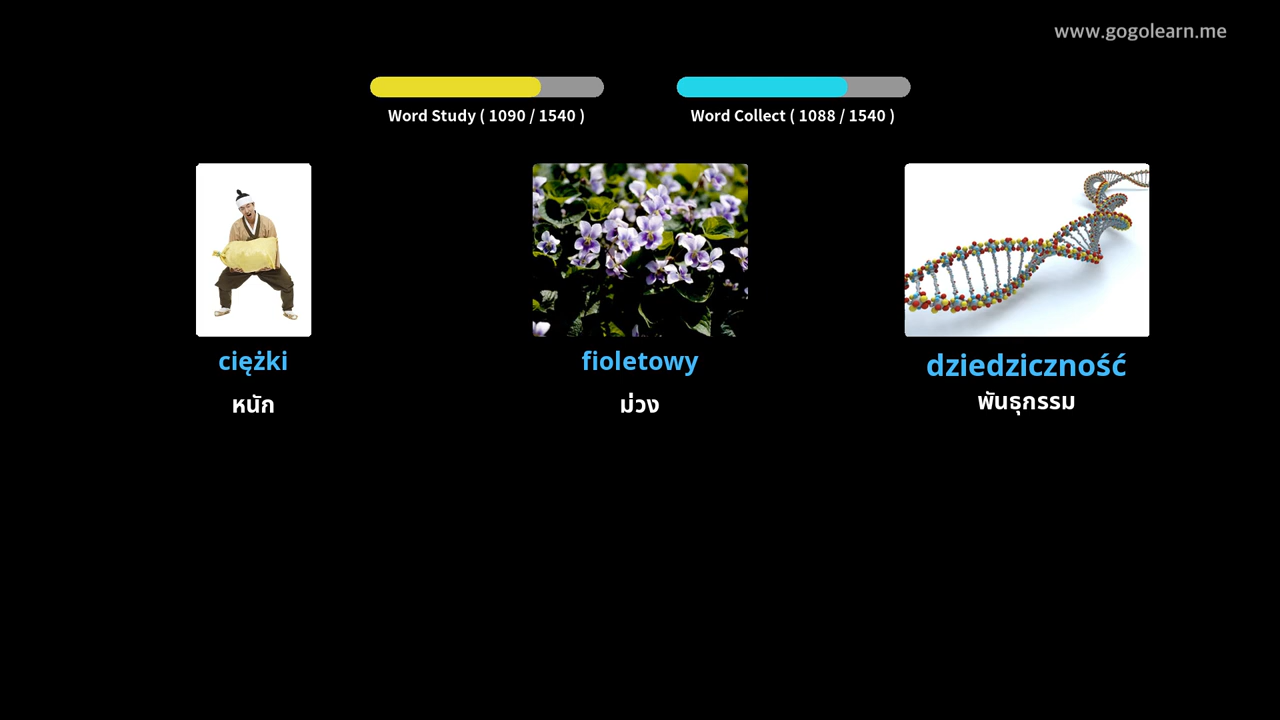 www.gogolearn.me
Word Study ( 1090 / 1540 )
Word Collect ( 1088 / 1540 )
ciężki
fioletowy
dziedziczność
หนัก
ม่วง
พันธุกรรม